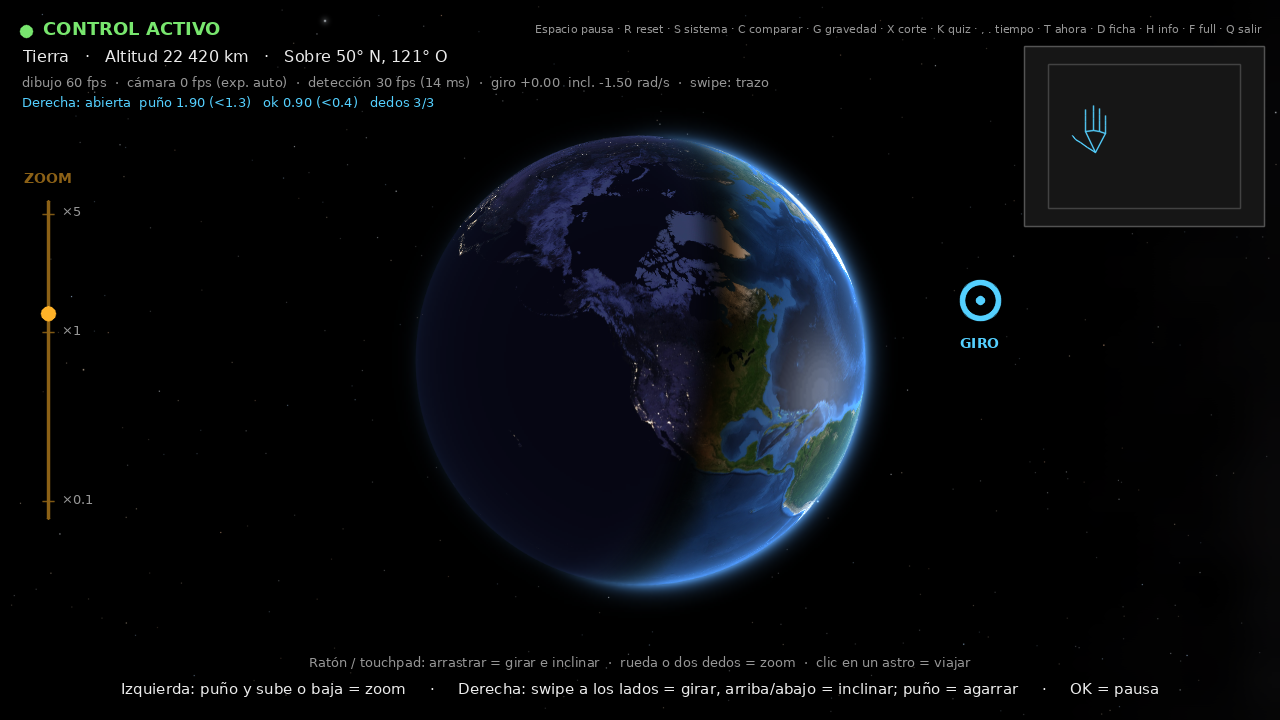 CONTROL ACTIVO
Espacio pausa · R reset · S sistema · C comparar · G gravedad · X corte · K quiz · , . tiempo · T ahora · D ficha · H info · F full · Q salir
Tierra · Altitud 22 420 km · Sobre 50° N, 121° O
dibujo 60 fps · cámara 0 fps (exp. auto) · detección 30 fps (14 ms) · giro +0.00 incl. -1.50 rad/s · swipe: trazo
Derecha: abierta puño 1.90 (<1.3) ok 0.90 (<0.4) dedos 3/3
ZOOM
×5
×1
×0.1
GIRO
Ratón / touchpad: arrastrar = girar e inclinar · rueda o dos dedos = zoom · clic en un astro = viajar
Izquierda: puño y sube o baja = zoom · Derecha: swipe a los lados = girar, arriba/abajo = inclinar; puño = agarrar · OK = pausa